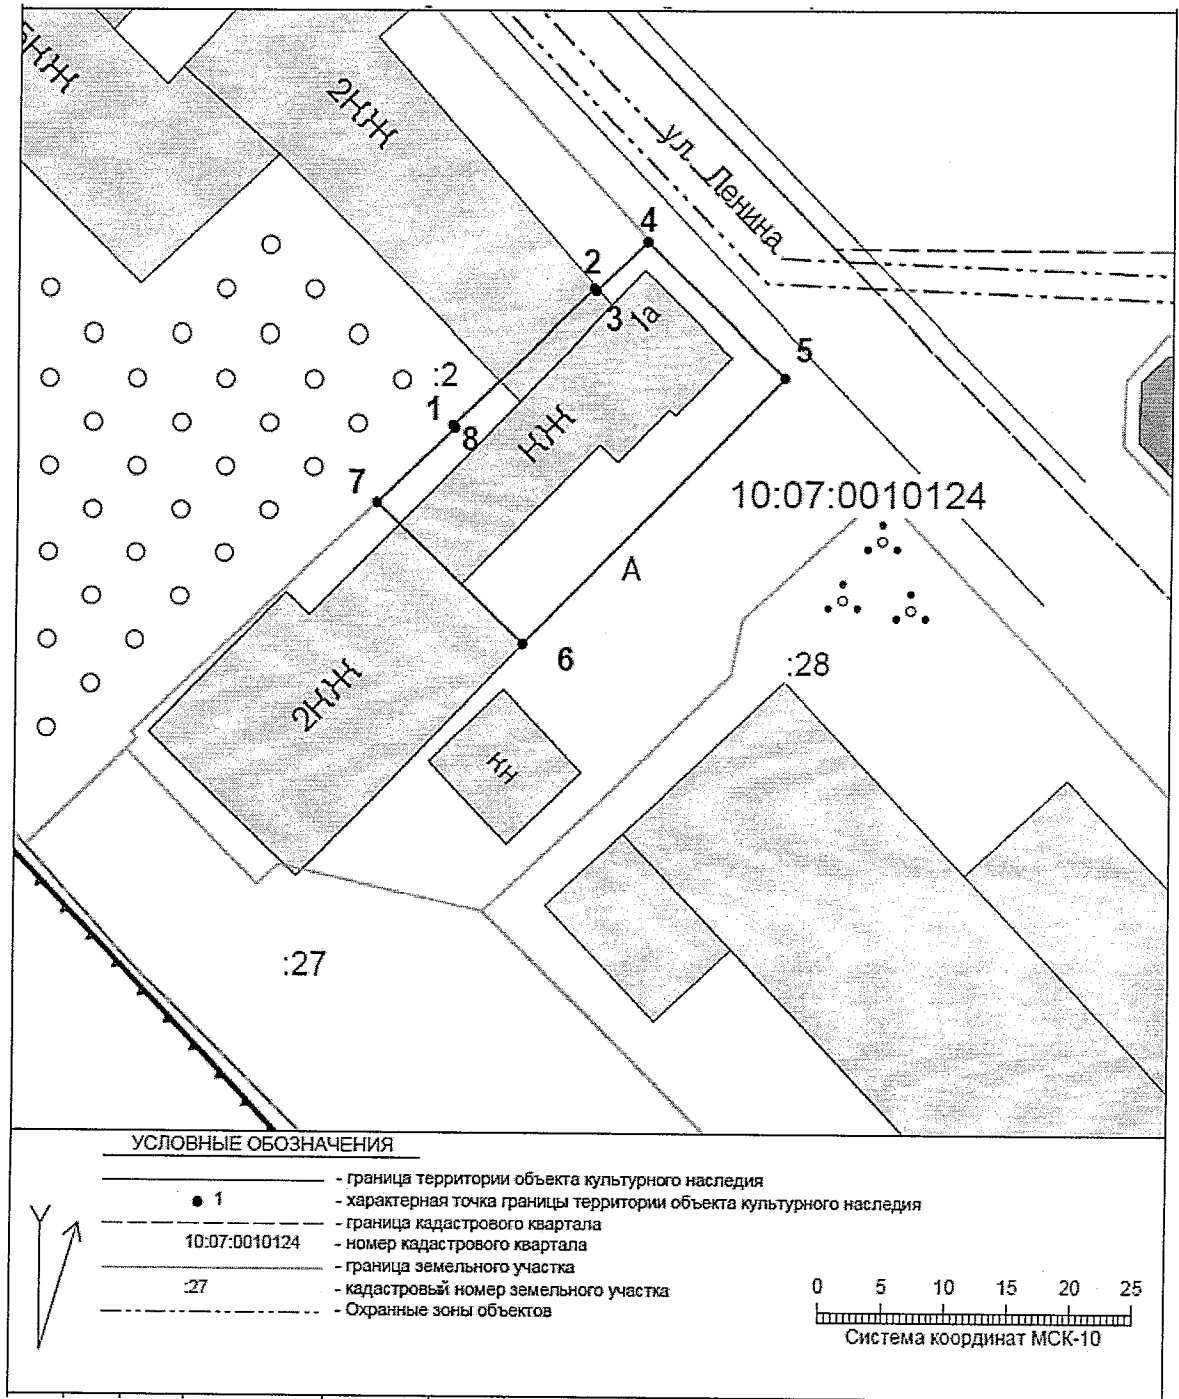 2КЖ
ул. Ленина
4
2
3
1а
5
:2
1
8
КЖ
7
10:07:0010124
А
6
:28
2КЖ
кн
:27
УСЛОВНЫЕ ОБОЗНАЧЕНИЯ
- граница территории объекта культурного наследия
1 - характерная точка границы территории объекта культурного наследия
- граница кадастрового квартала
10:07:0010124 - номер кадастрового квартала
- граница земельного участка
:27 - кадастровый номер земельного участка
- Охранные зоны объектов
0 5 10 15 20 25
Система координат МСК-10